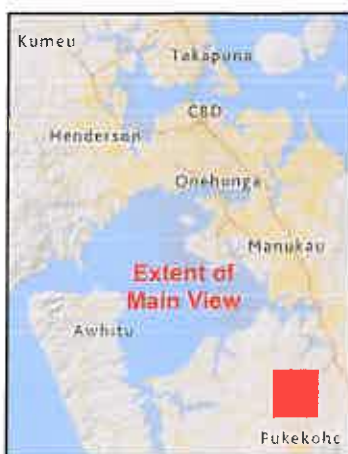 Kumeu
Takapuna
CBD
Henderson
Onehunga
Manukau
Extent of
Main View
Awhitu
Pukekohe